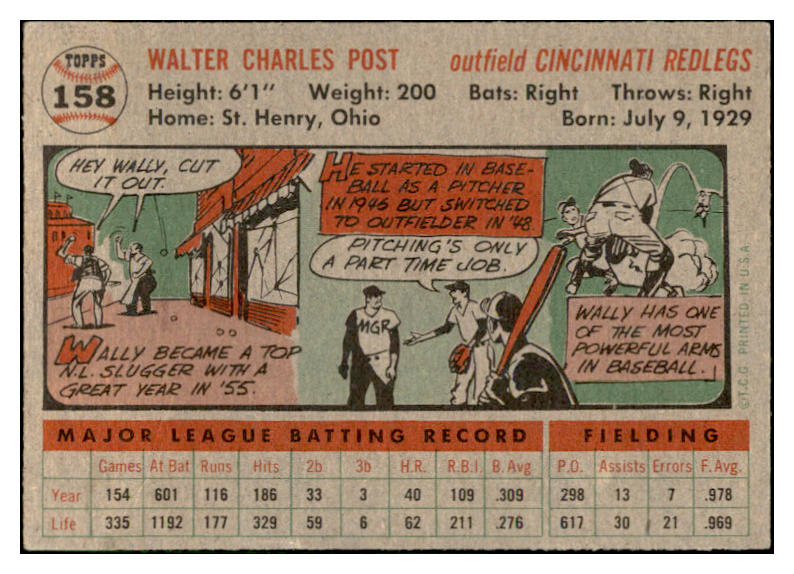 TOPPS
158
WALTER CHARLES POST
outfield CINCINNATI REDLEGS
Height: 6'1" Weight: 200 Bats: Right Throws: Right
Home: St. Henry, Ohio Born: July 9, 1929
HEY WALLY, CUT
IT OUT.
WALLY BECAME A TOP
N.L. SLUGGER WITH A
GREAT YEAR IN '55.
HE STARTED IN BASE-
BALL AS A PITCHER
IN 1946 BUT SWITCHED
TO OUTFIELDER IN '48.
PITCHING'S ONLY
A PART TIME JOB.
MGR
WALLY HAS ONE
OF THE MOST
POWERFUL ARMS
IN BASEBALL.
©T.C.G. PRINTED IN U.S.A.
MAJOR LEAGUE BATTING RECORD FIELDING
Games At Bat Runs Hits 2b 3b H.R. R.B.I. B. Avg. P.O. Assists Errors F. Avg.
Year 154 601 116 186 33 3 40 109 .309 298 13 7 .978
Life 335 1192 177 329 59 6 62 211 .276 617 30 21 .969